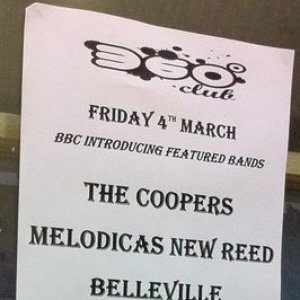 360°
club
FRIDAY 4TH MARCH
BBC INTRODUCING FEATURED BANDS
THE COOPERS
MELODICAS NEW REED
BELLEVILLE